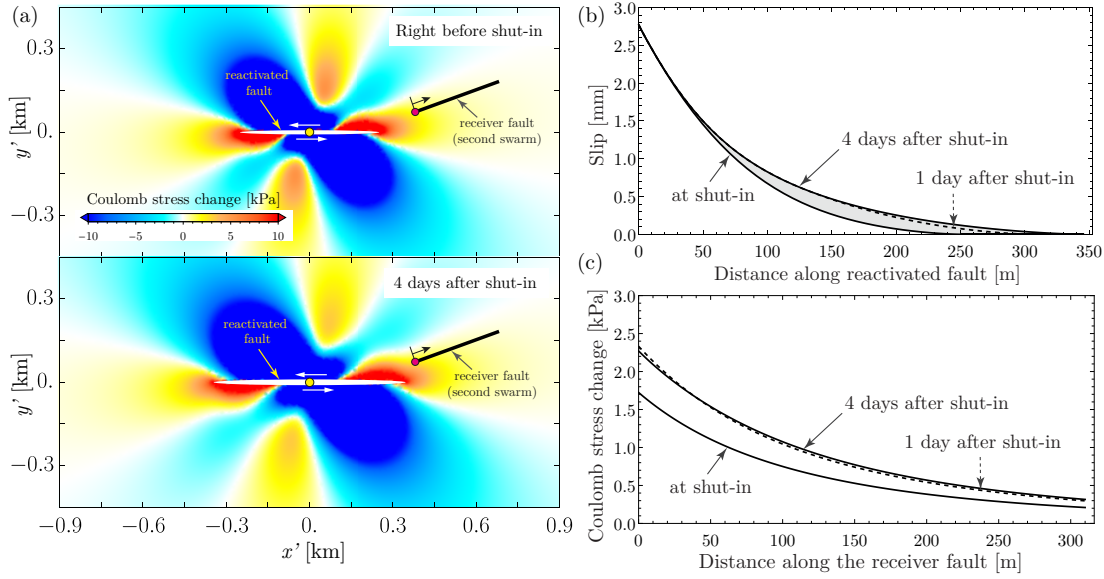 (a)
Right before shut-in
reactivated
fault
receiver fault
(second swarm)
Coulomb stress change [kPa]
−10 −5 0 5 10
0.3
0.
−0.3
y' [km]
4 days after shut-in
reactivated
fault
receiver fault
(second swarm)
0.3
0.
−0.3
y' [km]
−0.9 −0.6 −0.3 0. 0.3 0.6 0.9
x' [km]
(b)
3.0
2.5
2.0
1.5
1.0
0.5
0.0
Slip [mm]
4 days after shut-in
1 day after shut-in
at shut-in
0 50 100 150 200 250 300 350
Distance along reactivated fault [m]
(c)
3.0
2.5
2.0
1.5
1.0
0.5
0.0
Coulomb stress change [kPa]
4 days after shut-in
1 day after shut-in
at shut-in
0 50 100 150 200 250 300
Distance along the receiver fault [m]